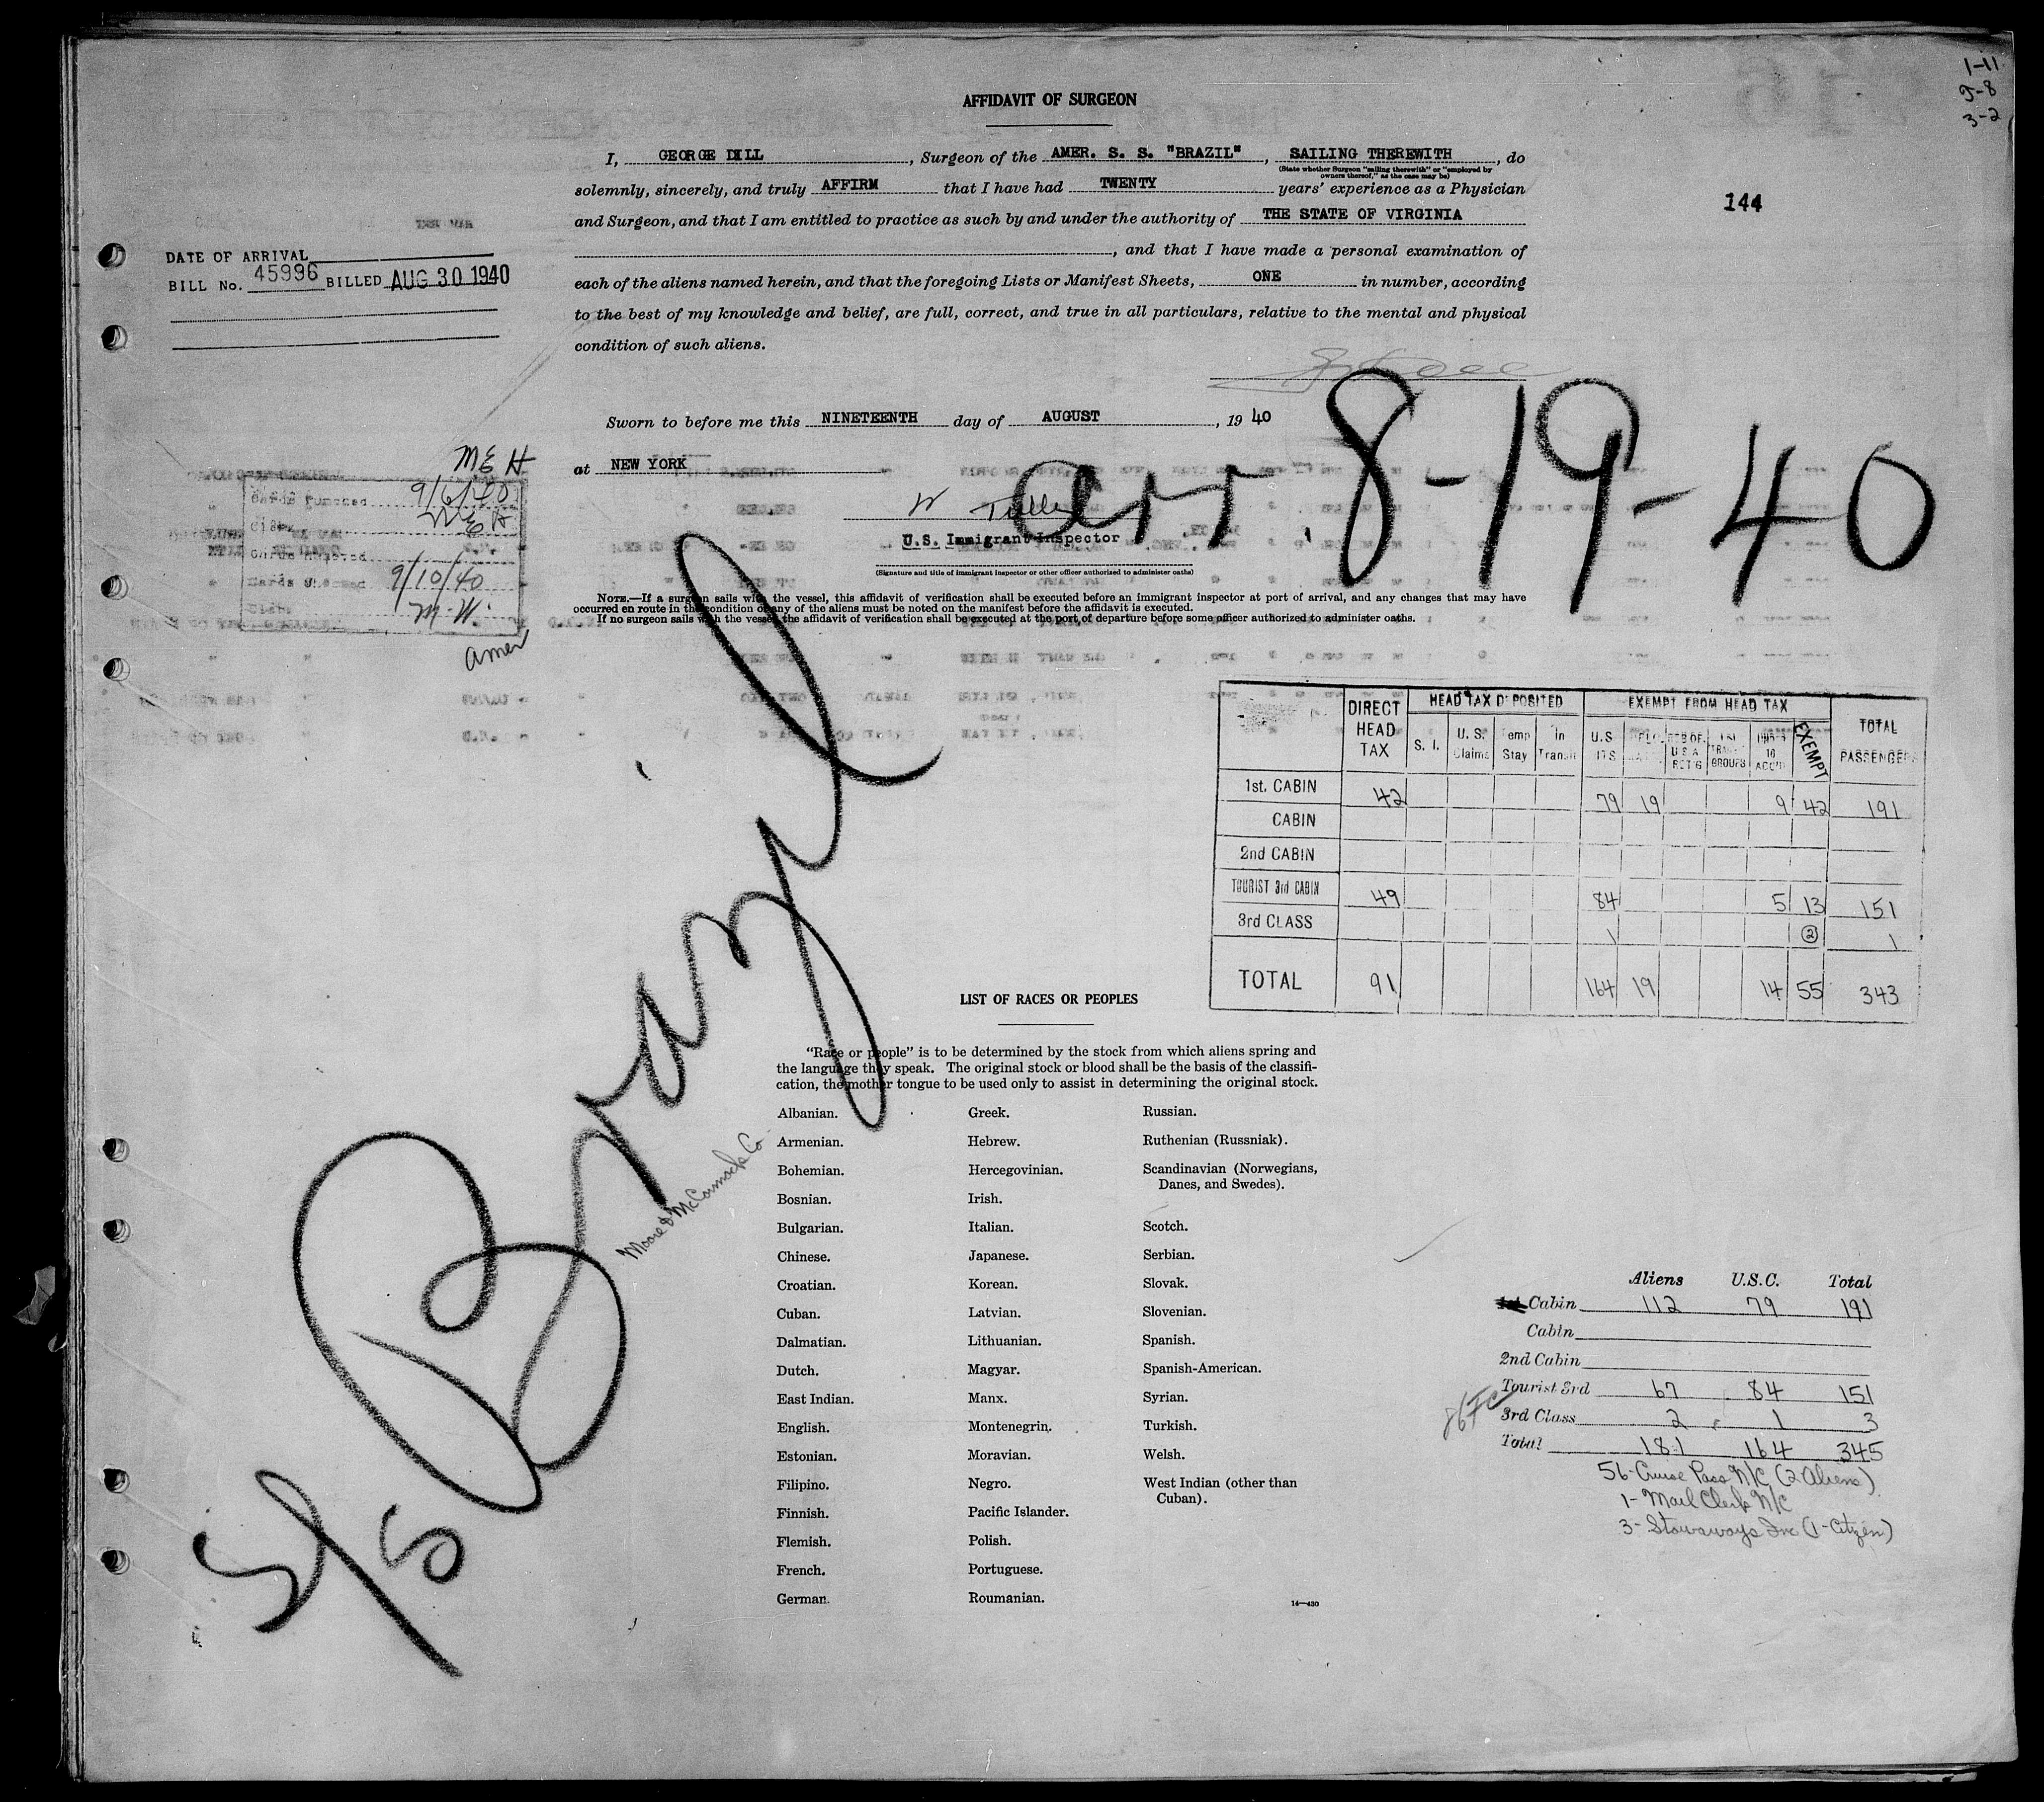 1-11
3-2
AFFIDAVIT OF SURGEON
I, GEORGE DILL, Surgeon of the AMER. S. S. "BRAZIL", SAILING THEREWITH, do
(State whether Surgeon "sailing therewith" or "employed by
owners thereof," as the case may be)
solemnly, sincerely, and truly AFFIRM that I have had TWENTY years' experience as a Physician
and Surgeon, and that I am entitled to practice as such by and under the authority of THE STATE OF VIRGINIA
, and that I have made a personal examination of
each of the aliens named herein, and that the foregoing Lists or Manifest Sheets, ONE in number, according
to the best of my knowledge and belief, are full, correct, and true in all particulars, relative to the mental and physical
condition of such aliens.
144
DATE OF ARRIVAL
BILL No. 45996 BILLED AUG 30 1940
Sworn to before me this NINETEENTH day of AUGUST, 19 40
at NEW YORK
arr. 8-19-40
U.S. Immigrant Inspector
(Signature and title of immigrant inspector or other officer authorized to administer oaths)
NOTE.—If a surgeon sails with the vessel, this affidavit of verification shall be executed before an immigrant inspector at port of arrival, and any changes that may have
occurred en route in the condition of any of the aliens must be noted on the manifest before the affidavit is executed.
If no surgeon sails with the vessel, the affidavit of verification shall be executed at the port of departure before some officer authorized to administer oaths.
MEH
9/6/40
MEH
9/10/40
M.W.
amer
S/S Brazil
Moore & McCormack Co
DIRECT HEAD TAX
HEAD TAX DEPOSITED
EXEMPT FROM HEAD TAX
TOTAL PASSENGERS
S. I. U. S. Claims Temp Stay In Transit U.S. EXEMPT
1st. CABIN 42 79 19 9 42 191
CABIN
2nd CABIN
TOURIST 3rd CABIN 49 84 5 13 151
3rd CLASS 1 2 1
TOTAL 91 164 19 14 55 343
LIST OF RACES OR PEOPLES
"Race or people" is to be determined by the stock from which aliens spring and
the language they speak. The original stock or blood shall be the basis of the classifi-
cation, the mother tongue to be used only to assist in determining the original stock.
Albanian.
Armenian.
Bohemian.
Bosnian.
Bulgarian.
Chinese.
Croatian.
Cuban.
Dalmatian.
Dutch.
East Indian.
English.
Estonian.
Filipino.
Finnish.
Flemish.
French.
German.
Greek.
Hebrew.
Hercegovinian.
Irish.
Italian.
Japanese.
Korean.
Latvian.
Lithuanian.
Magyar.
Manx.
Montenegrin.
Moravian.
Negro.
Pacific Islander.
Polish.
Portuguese.
Roumanian.
Russian.
Ruthenian (Russniak).
Scandinavian (Norwegians,
Danes, and Swedes).
Scotch.
Serbian.
Slovak.
Slovenian.
Spanish.
Spanish-American.
Syrian.
Turkish.
Welsh.
West Indian (other than
Cuban).
14—430
Aliens U.S.C. Total
Cabin 112 79 191
Cabin
2nd Cabin
Tourist 3rd 67 84 151
3rd Class 2 1 3
Total 181 164 345
56-Cruise Pass N/C (2 Aliens)
1-Mail Clerk N/C
3-Stowaways Inc (1-Citizen)